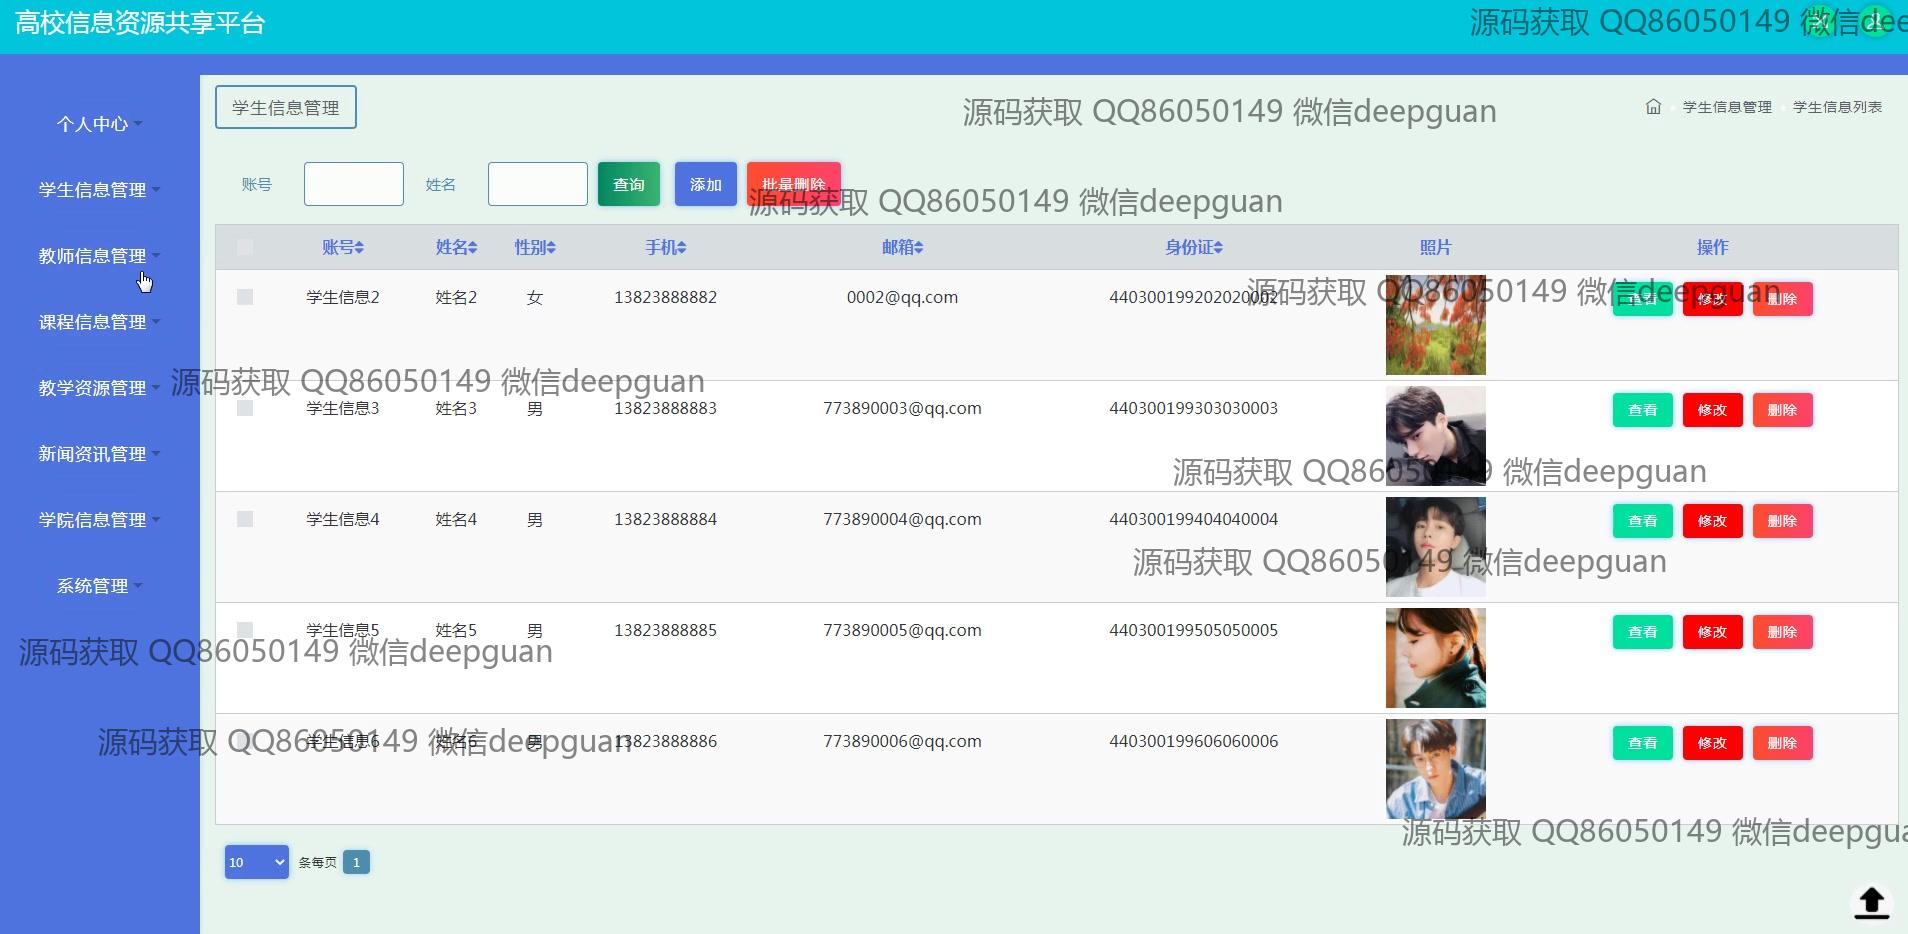 高校信息资源共享平台
源码获取 QQ86050149 微信dee
个人中心
学生信息管理
教师信息管理
课程信息管理
教学资源管理
新闻资讯管理
学院信息管理
系统管理
学生信息管理
源码获取 QQ86050149 微信deepguan
学生信息管理 学生信息列表
账号 姓名 查询 添加 批量删除
源码获取 QQ86050149 微信deepguan
账号 姓名 性别 手机 邮箱 身份证 照片 操作
学生信息2 姓名2 女 13823888882 0002@qq.com 440300199202020002 查看 修改 删除
源码获取 QQ86050149 微信deepguan
源码获取 QQ86050149 微信deepguan
学生信息3 姓名3 男 13823888883 773890003@qq.com 440300199303030003 查看 修改 删除
源码获取 QQ86050149 微信deepguan
学生信息4 姓名4 男 13823888884 773890004@qq.com 440300199404040004 查看 修改 删除
源码获取 QQ86050149 微信deepguan
学生信息5 姓名5 男 13823888885 773890005@qq.com 440300199505050005 查看 修改 删除
源码获取 QQ86050149 微信deepguan
学生信息6 姓名6 男 13823888886 773890006@qq.com 440300199606060006 查看 修改 删除
源码获取 QQ86050149 微信deepguan
源码获取 QQ86050149 微信deepgua
10 条每页 1